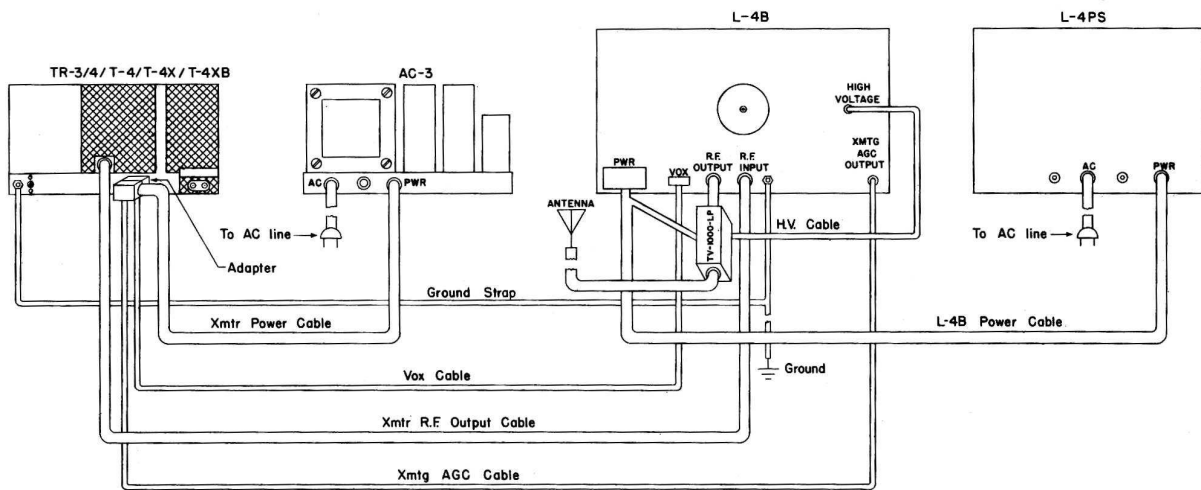 L-4B
L-4PS
TR-3/4/T-4/T-4X/T-4XB
AC-3
HIGH
VOLTAGE
XMTG
AGC
OUTPUT
PWR
VOX
R.F.
OUTPUT
R.F.
INPUT
AC
PWR
AC
PWR
ANTENNA
TV-1000-LP
H.V. Cable
To AC line
To AC line
Adapter
Ground Strap
Xmtr Power Cable
L-4B Power Cable
Ground
Vox Cable
Xmtr R.F. Output Cable
Xmtg AGC Cable